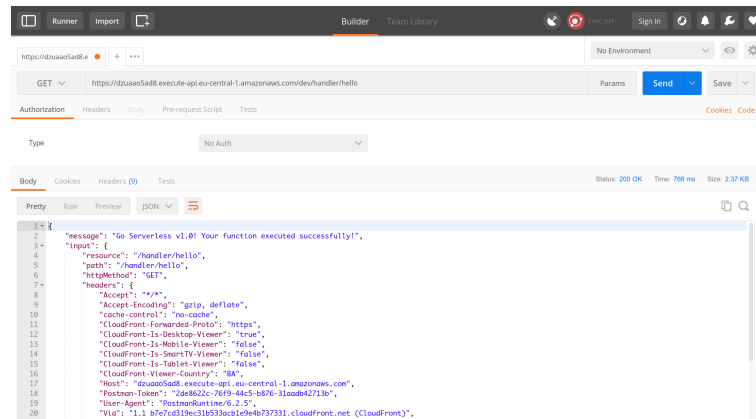 Runner Import Builder Team Library SYNC OFF Sign In
https://dzuaao5ad8.e + ••• No Environment
GET https://dzuaao5ad8.execute-api.eu-central-1.amazonaws.com/dev/handler/hello Params Send Save
Authorization Headers Body Pre-request Script Tests Cookies Code
Type No Auth
Body Cookies Headers (9) Tests Status: 200 OK Time: 768 ms Size: 2.37 KB
Pretty Raw Preview JSON
1 {
2 "message": "Go Serverless v1.0! Your function executed successfully!",
3 "input": {
4 "resource": "/handler/hello",
5 "path": "/handler/hello",
6 "httpMethod": "GET",
7 "headers": {
8 "Accept": "*/*",
9 "Accept-Encoding": "gzip, deflate",
10 "cache-control": "no-cache",
11 "CloudFront-Forwarded-Proto": "https",
12 "CloudFront-Is-Desktop-Viewer": "true",
13 "CloudFront-Is-Mobile-Viewer": "false",
14 "CloudFront-Is-SmartTV-Viewer": "false",
15 "CloudFront-Is-Tablet-Viewer": "false",
16 "CloudFront-Viewer-Country": "BA",
17 "Host": "dzuaao5ad8.execute-api.eu-central-1.amazonaws.com",
18 "Postman-Token": "2de8622c-76f9-44c5-b876-31aadb42713b",
19 "User-Agent": "PostmanRuntime/6.2.5",
20 "Via": "1.1 b7e7cd319ec31b533acb1e9e4b737331.cloudfront.net (CloudFront)",